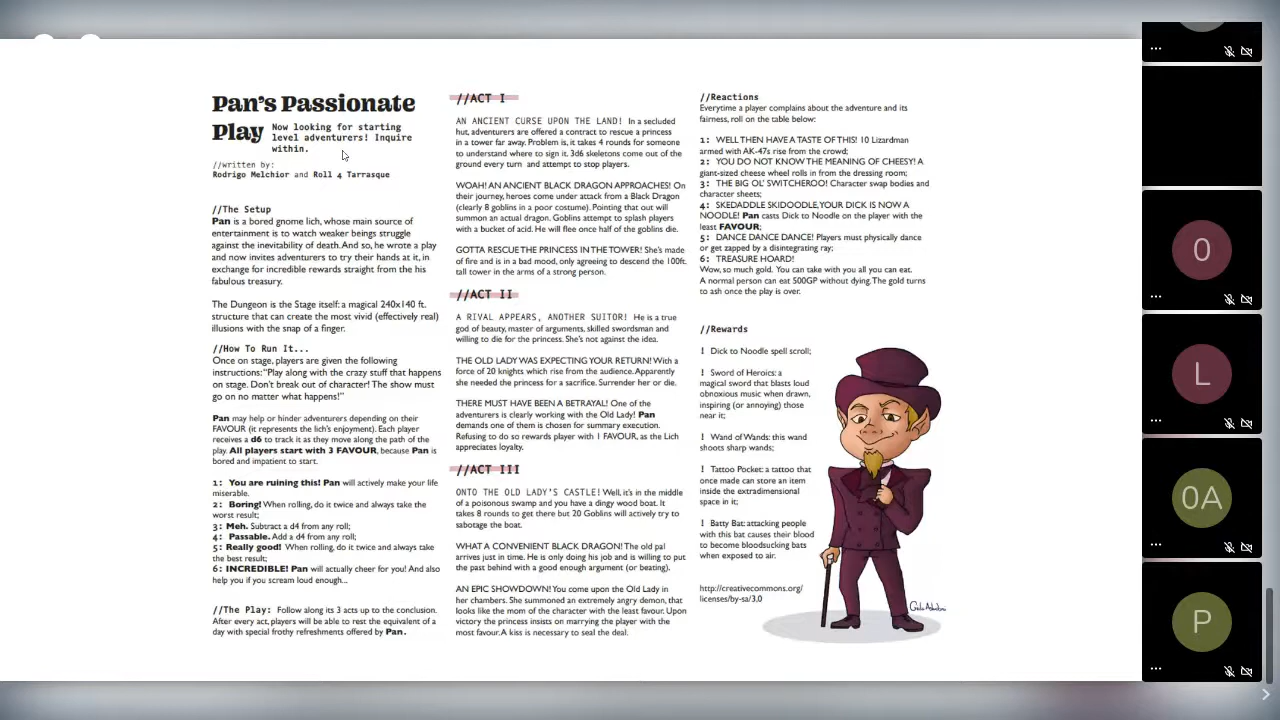 Pan's Passionate
Play
Now looking for starting
level adventurers! Inquire
within.
//written by:
Rodrigo Melchior and Roll 4 Tarrasque
//The Setup
Pan is a bored gnome lich, whose main source of
entertainment is to watch weaker beings struggle
against the inevitability of death. And so, he wrote a play
and now invites adventurers to try their hands at it, in
exchange for incredible rewards straight from the his
fabulous treasury.
The Dungeon is the Stage itself: a magical 240x140 ft.
structure that can create the most vivid (effectively real)
illusions with the snap of a finger.
//How To Run It...
Once on stage, players are given the following
instructions: "Play along with the crazy stuff that happens
on stage. Don't break out of character! The show must
go on no matter what happens!"
Pan may help or hinder adventurers depending on their
FAVOUR (it represents the lich's enjoyment). Each player
receives a d6 to track it as they move along the path of the
play. All players start with 3 FAVOUR, because Pan is
bored and impatient to start.
1: You are ruining this! Pan will actively make your life
miserable.
2: Boring! When rolling, do it twice and always take the
worst result;
3: Meh. Subtract a d4 from any roll;
4: Passable. Add a d4 from any roll;
5: Really good! When rolling, do it twice and always take
the best result;
6: INCREDIBLE! Pan will actually cheer for you! And also
help you if you scream loud enough...
//The Play: Follow along its 3 acts up to the conclusion.
After every act, players will be able to rest the equivalent of a
day with special frothy refreshments offered by Pan.
//ACT I
AN ANCIENT CURSE UPON THE LAND! In a secluded
hut, adventurers are offered a contract to rescue a princess
in a tower far away. Problem is, it takes 4 rounds for someone
to understand where to sign it. 3d6 skeletons come out of the
ground every turn and attempt to stop players.
WOAH! AN ANCIENT BLACK DRAGON APPROACHES! On
their journey, heroes come under attack from a Black Dragon
(clearly 8 goblins in a poor costume). Pointing that out will
summon an actual dragon. Goblins attempt to splash players
with a bucket of acid. He will flee once half of the goblins die.
GOTTA RESCUE THE PRINCESS IN THE TOWER! She's made
of fire and is in a bad mood, only agreeing to descend the 100ft.
tall tower in the arms of a strong person.
//ACT II
A RIVAL APPEARS, ANOTHER SUITOR! He is a true
god of beauty, master of arguments, skilled swordsman and
willing to die for the princess. She's not against the idea.
THE OLD LADY WAS EXPECTING YOUR RETURN! With a
force of 20 knights which rise from the audience. Apparently
she needed the princess for a sacrifice. Surrender her or die.
THERE MUST HAVE BEEN A BETRAYAL! One of the
adventurers is clearly working with the Old Lady! Pan
demands one of them is chosen for summary execution.
Refusing to do so rewards player with 1 FAVOUR, as the Lich
appreciates loyalty.
//ACT III
ONTO THE OLD LADY'S CASTLE! Well, it's in the middle
of a poisonous swamp and you have a dingy wood boat. It
takes 8 rounds to get there but 20 Goblins will actively try to
sabotage the boat.
WHAT A CONVENIENT BLACK DRAGON! The old pal
arrives just in time. He is only doing his job and is willing to put
the past behind with a good enough argument (or beating).
AN EPIC SHOWDOWN! You come upon the Old Lady in
her chambers. She summoned an extremely angry demon, that
looks like the mom of the character with the least favour. Upon
victory the princess insists on marrying the player with the
most favour. A kiss is necessary to seal the deal.
//Reactions
Everytime a player complains about the adventure and its
fairness, roll on the table below:
1: WELL THEN HAVE A TASTE OF THIS! 10 Lizardman
armed with AK-47s rise from the crowd;
2: YOU DO NOT KNOW THE MEANING OF CHEESY! A
giant-sized cheese wheel rolls in from the dressing room;
3: THE BIG OL' SWITCHEROO! Character swap bodies and
character sheets;
4: SKEDADDLE SKIDOODLE, YOUR DICK IS NOW A
NOODLE! Pan casts Dick to Noodle on the player with the
least FAVOUR;
5: DANCE DANCE DANCE! Players must physically dance
or get zapped by a disintegrating ray;
6: TREASURE HOARD!
Wow, so much gold. You can take with you all you can eat.
A normal person can eat 500GP without dying. The gold turns
to ash once the play is over.
//Rewards
! Dick to Noodle spell scroll;
! Sword of Heroics: a
magical sword that blasts loud
obnoxious music when drawn,
inspiring (or annoying) those
near it;
! Wand of Wands: this wand
shoots sharp wands;
! Tattoo Pocket: a tattoo that
once made can store an item
inside the extradimensional
space in it;
! Batty Bat: attacking people
with this bat causes their blood
to become bloodsucking bats
when exposed to air.
http://creativecommons.org/
licenses/by-sa/3.0
0
L
0A
P